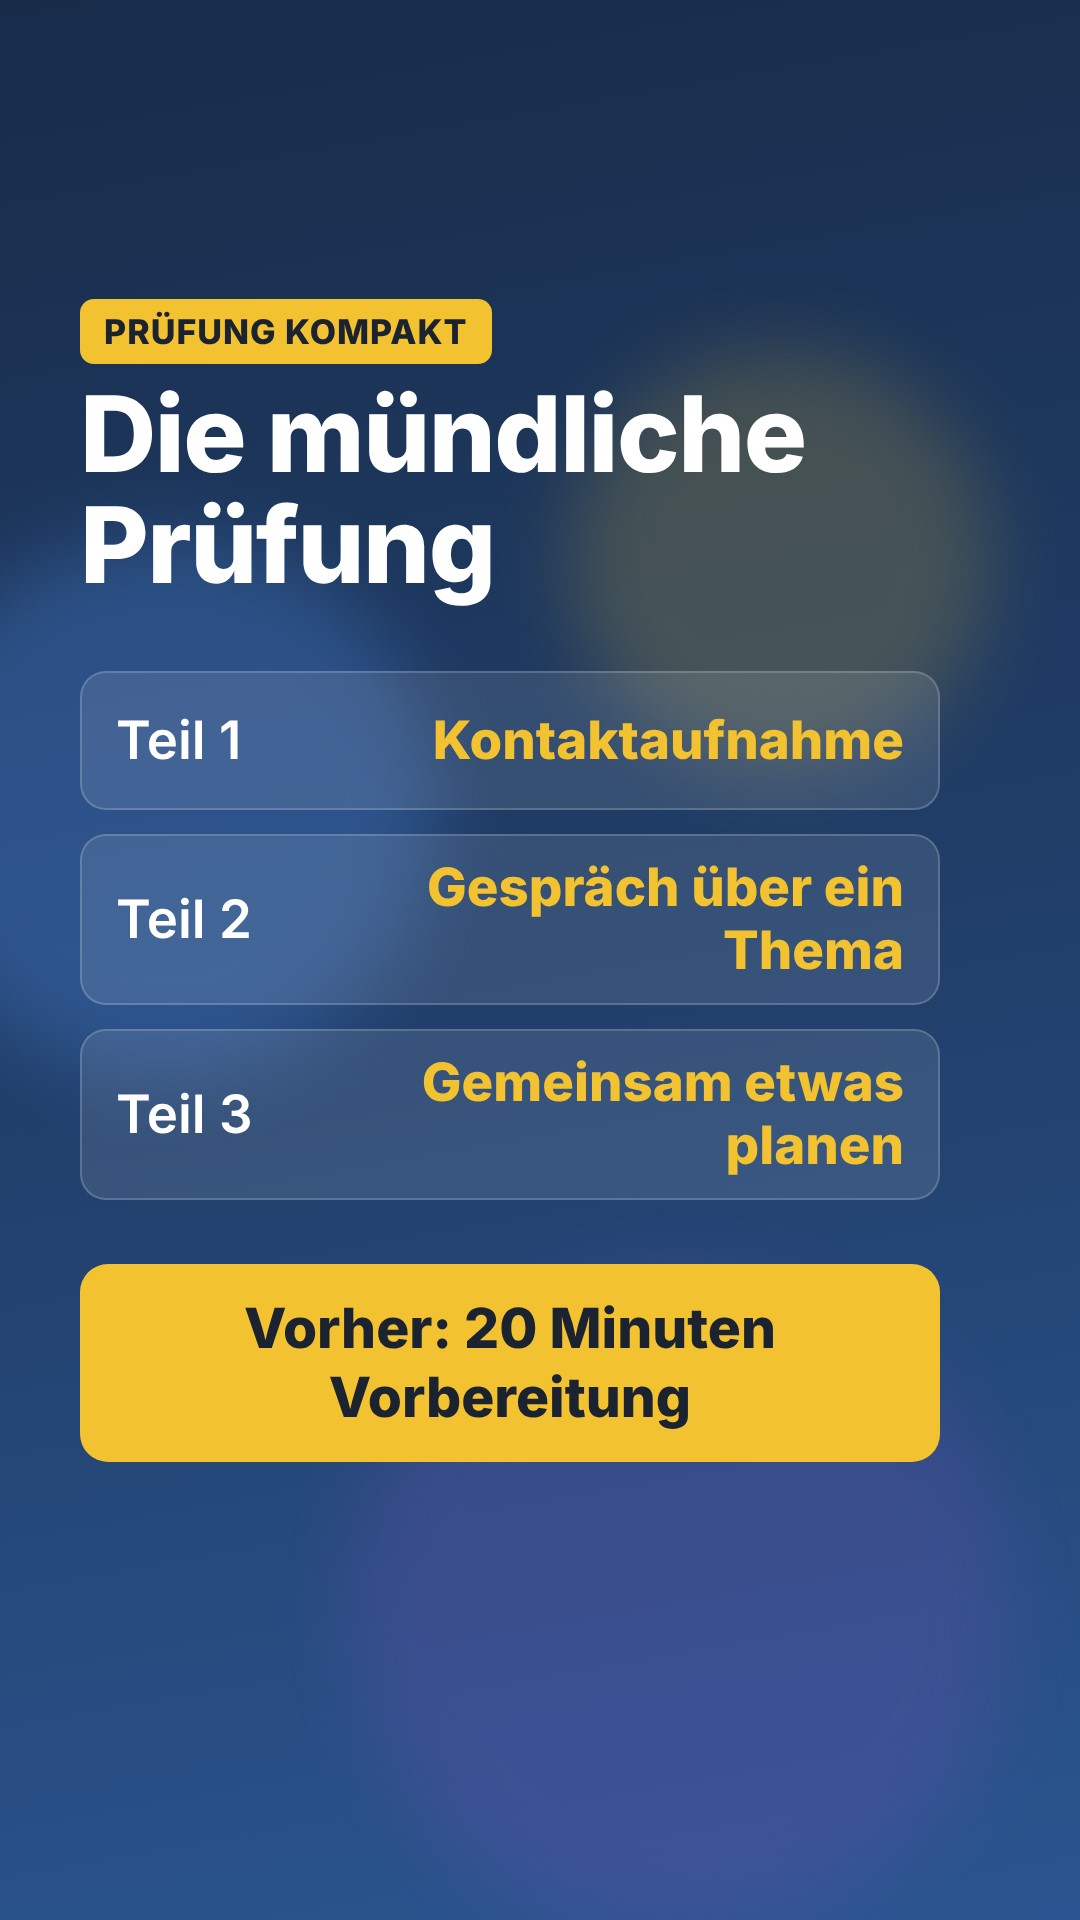 PRÜFUNG KOMPAKT
Die mündliche
Prüfung
Teil 1
Kontaktaufnahme
Teil 2
Gespräch über ein
Thema
Teil 3
Gemeinsam etwas
planen
Vorher: 20 Minuten
Vorbereitung